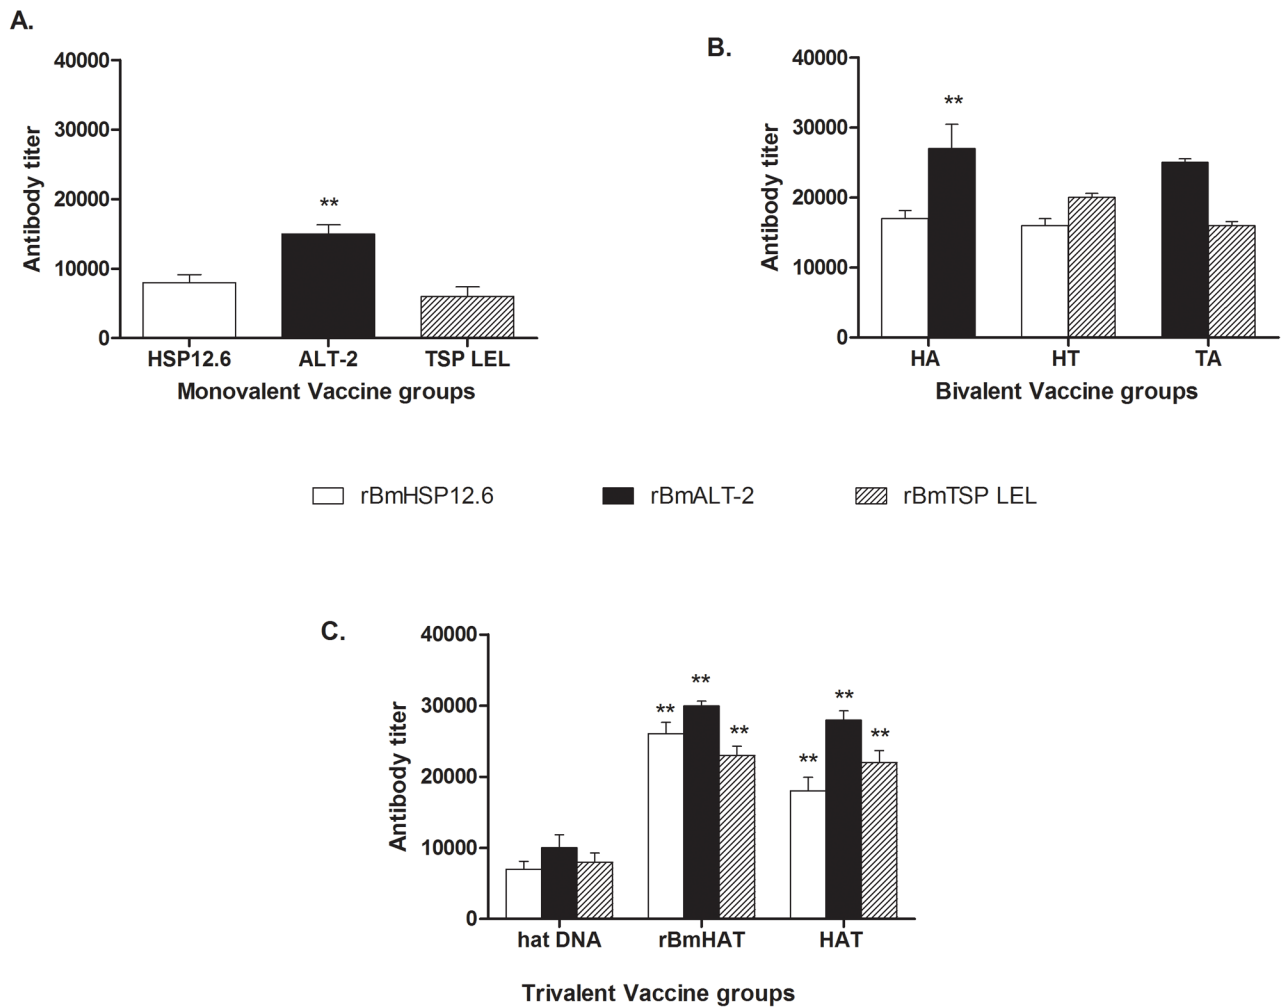 A.
40000
30000
20000
10000
0
Antibody titer
**
HSP12.6 ALT-2 TSP LEL
Monovalent Vaccine groups
B.
40000
30000
20000
10000
0
Antibody titer
**
HA HT TA
Bivalent Vaccine groups
rBmHSP12.6 rBmALT-2 rBmTSP LEL
C.
40000
30000
20000
10000
0
Antibody titer
** ** ** ** ** **
hat DNA rBmHAT HAT
Trivalent Vaccine groups